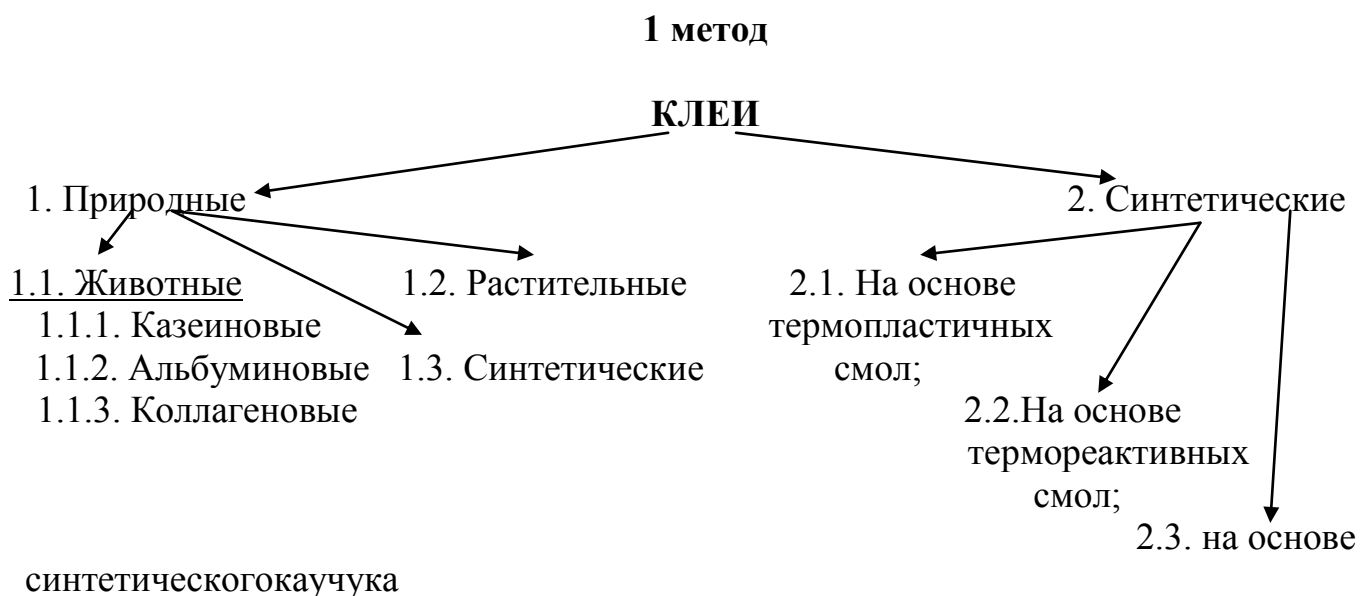 1 метод
КЛЕИ
1. Природные
2. Синтетические
1.1. Животные
1.1.1. Казеиновые
1.1.2. Альбуминовые
1.1.3. Коллагеновые
1.2. Растительные
1.3. Синтетические
2.1. На основе
термопластичных
смол;
2.2.На основе
термореактивных
смол;
2.3. на основе
синтетическогокаучука